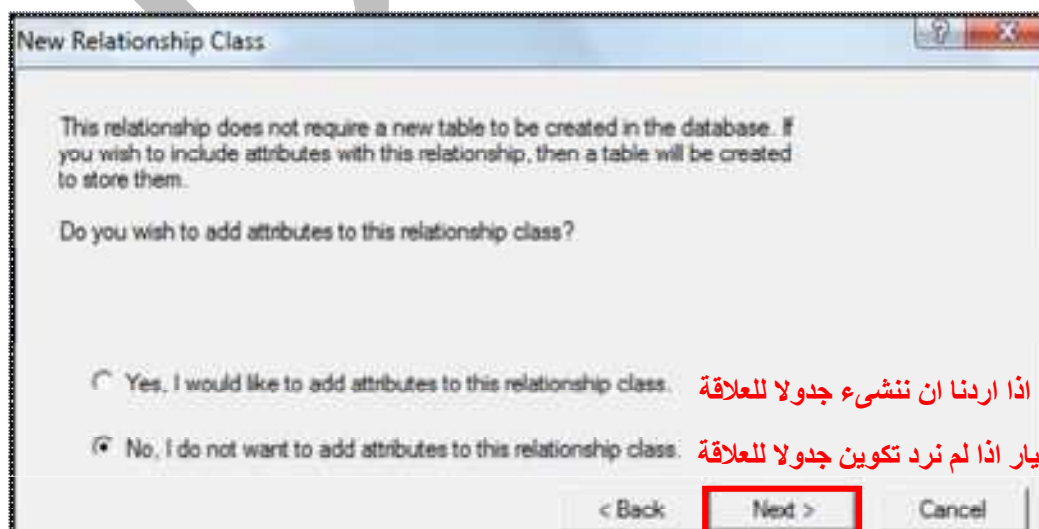 New Relationship Class
This relationship does not require a new table to be created in the database. If
you wish to include attributes with this relationship, then a table will be created
to store them.
Do you wish to add attributes to this relationship class?
Yes, I would like to add attributes to this relationship class. اذا اردنا ان ننشىء جدولا للعلاقة
No, I do not want to add attributes to this relationship class. اذا لم نرد تكوين جدولا للعلاقة
< Back Next > Cancel